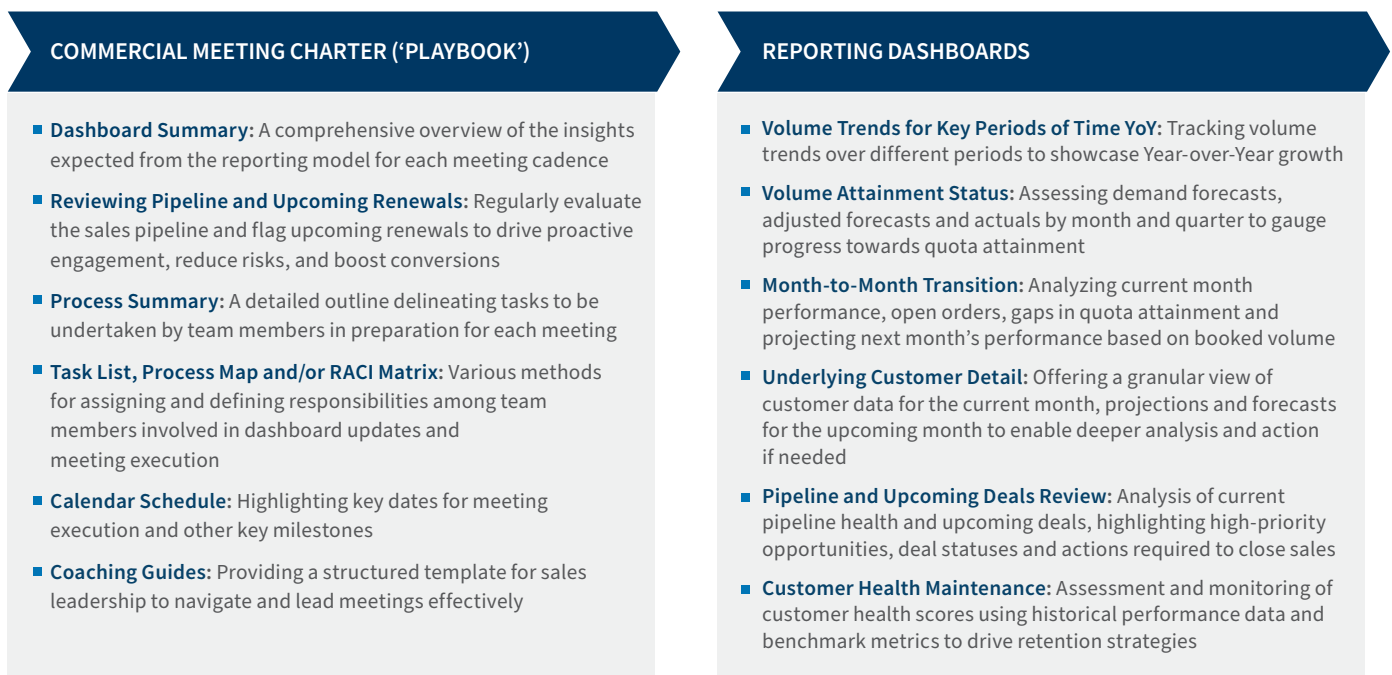 COMMERCIAL MEETING CHARTER (‘PLAYBOOK’)
Dashboard Summary: A comprehensive overview of the insights
expected from the reporting model for each meeting cadence
Reviewing Pipeline and Upcoming Renewals: Regularly evaluate
the sales pipeline and flag upcoming renewals to drive proactive
engagement, reduce risks, and boost conversions
Process Summary: A detailed outline delineating tasks to be
undertaken by team members in preparation for each meeting
Task List, Process Map and/or RACI Matrix: Various methods
for assigning and defining responsibilities among team
members involved in dashboard updates and
meeting execution
Calendar Schedule: Highlighting key dates for meeting
execution and other key milestones
Coaching Guides: Providing a structured template for sales
leadership to navigate and lead meetings effectively
REPORTING DASHBOARDS
Volume Trends for Key Periods of Time YoY: Tracking volume
trends over different periods to showcase Year-over-Year growth
Volume Attainment Status: Assessing demand forecasts,
adjusted forecasts and actuals by month and quarter to gauge
progress towards quota attainment
Month-to-Month Transition: Analyzing current month
performance, open orders, gaps in quota attainment and
projecting next month’s performance based on booked volume
Underlying Customer Detail: Offering a granular view of
customer data for the current month, projections and forecasts
for the upcoming month to enable deeper analysis and action
if needed
Pipeline and Upcoming Deals Review: Analysis of current
pipeline health and upcoming deals, highlighting high-priority
opportunities, deal statuses and actions required to close sales
Customer Health Maintenance: Assessment and monitoring of
customer health scores using historical performance data and
benchmark metrics to drive retention strategies